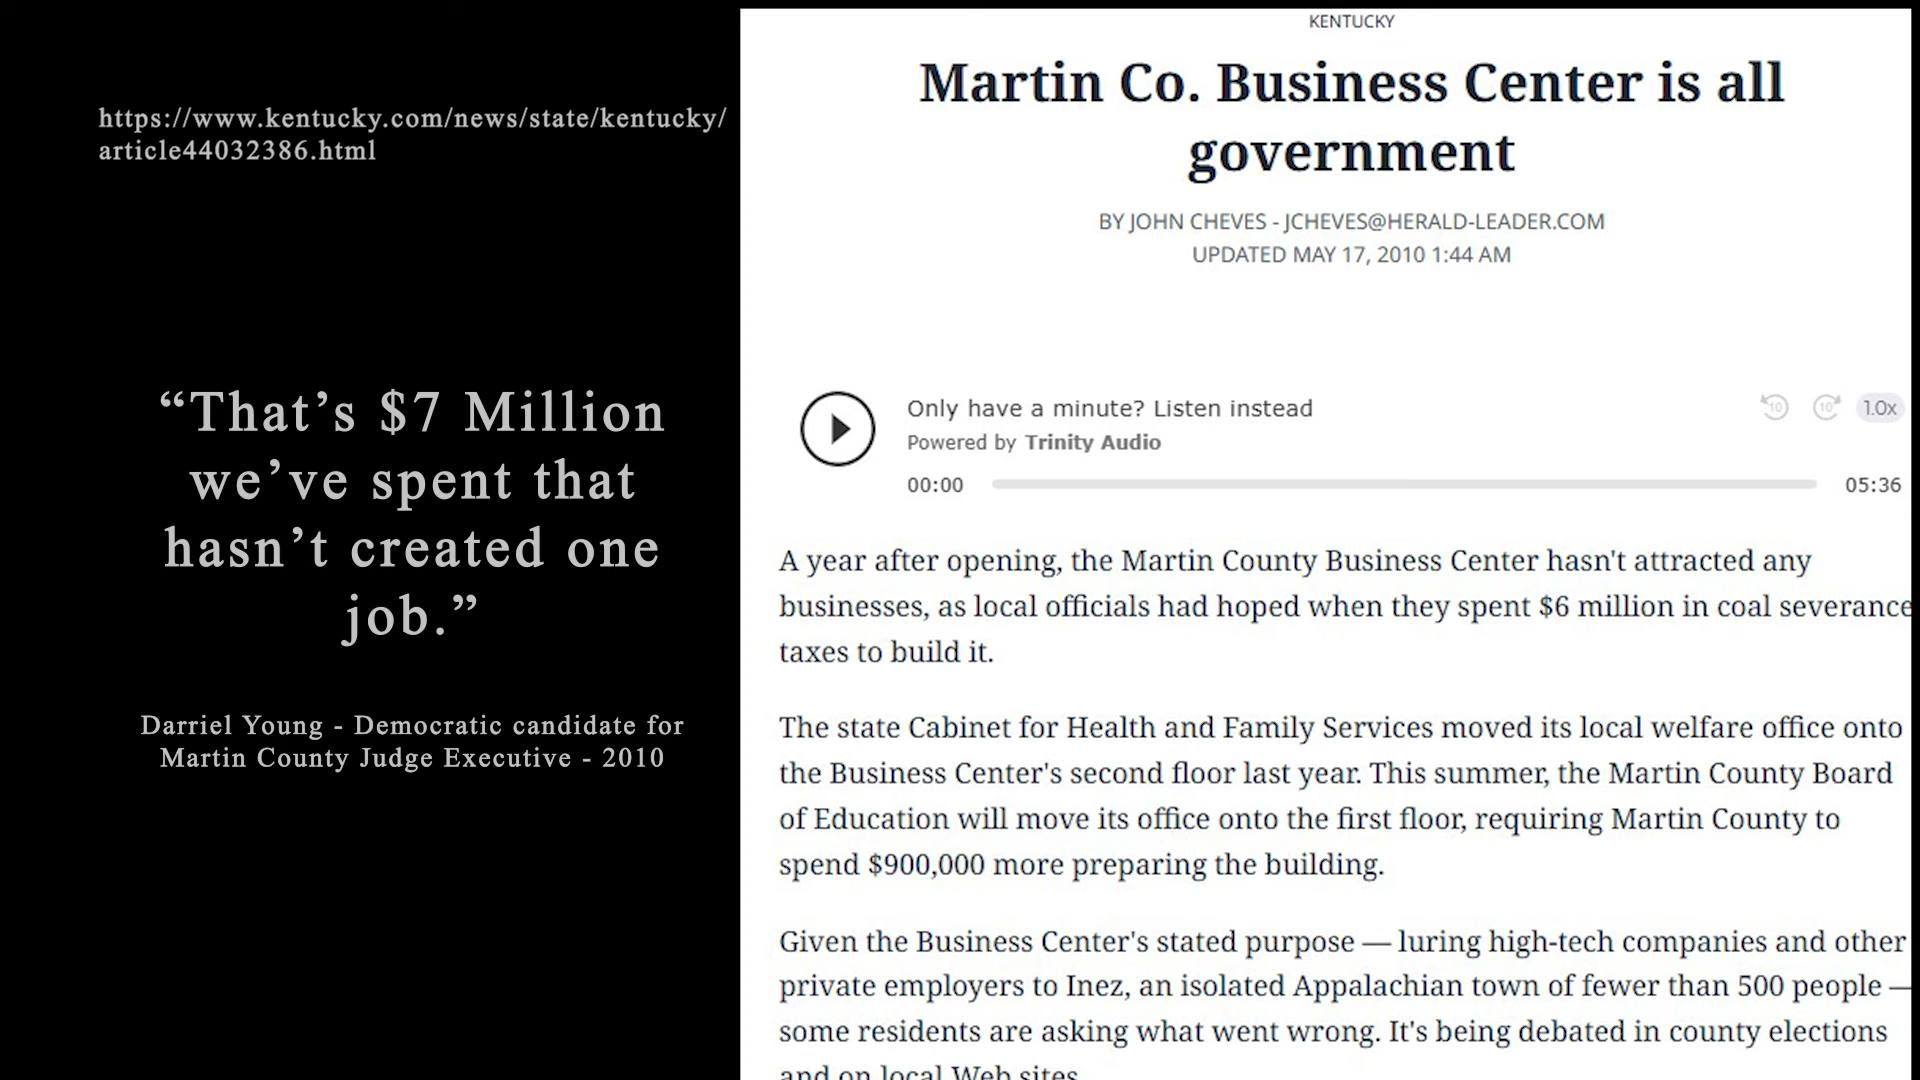 https://www.kentucky.com/news/state/kentucky/
article44032386.html
“That’s $7 Million
we’ve spent that
hasn’t created one
job.”
Darriel Young - Democratic candidate for
Martin County Judge Executive - 2010
KENTUCKY
Martin Co. Business Center is all
government
BY JOHN CHEVES - JCHEVES@HERALD-LEADER.COM
UPDATED MAY 17, 2010 1:44 AM
Only have a minute? Listen instead
Powered by Trinity Audio
10 10 1.0x
00:00 05:36
A year after opening, the Martin County Business Center hasn't attracted any
businesses, as local officials had hoped when they spent $6 million in coal severance
taxes to build it.
The state Cabinet for Health and Family Services moved its local welfare office onto
the Business Center's second floor last year. This summer, the Martin County Board
of Education will move its office onto the first floor, requiring Martin County to
spend $900,000 more preparing the building.
Given the Business Center's stated purpose — luring high-tech companies and other
private employers to Inez, an isolated Appalachian town of fewer than 500 people —
some residents are asking what went wrong. It's being debated in county elections
and on local Web sites.